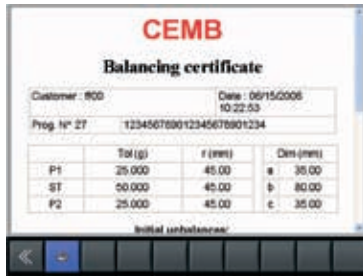 CEMB
Balancing certificate
Customer : ff00 Date : 06/15/2006
10:22:53
Prog. N° 27 123456789012345678901234
Tol (g) r (mm) Dim (mm)
P1 25.000 45.00 a 35.00
ST 50.000 45.00 b 80.00
P2 25.000 45.00 c 35.00
Initial unbalances: